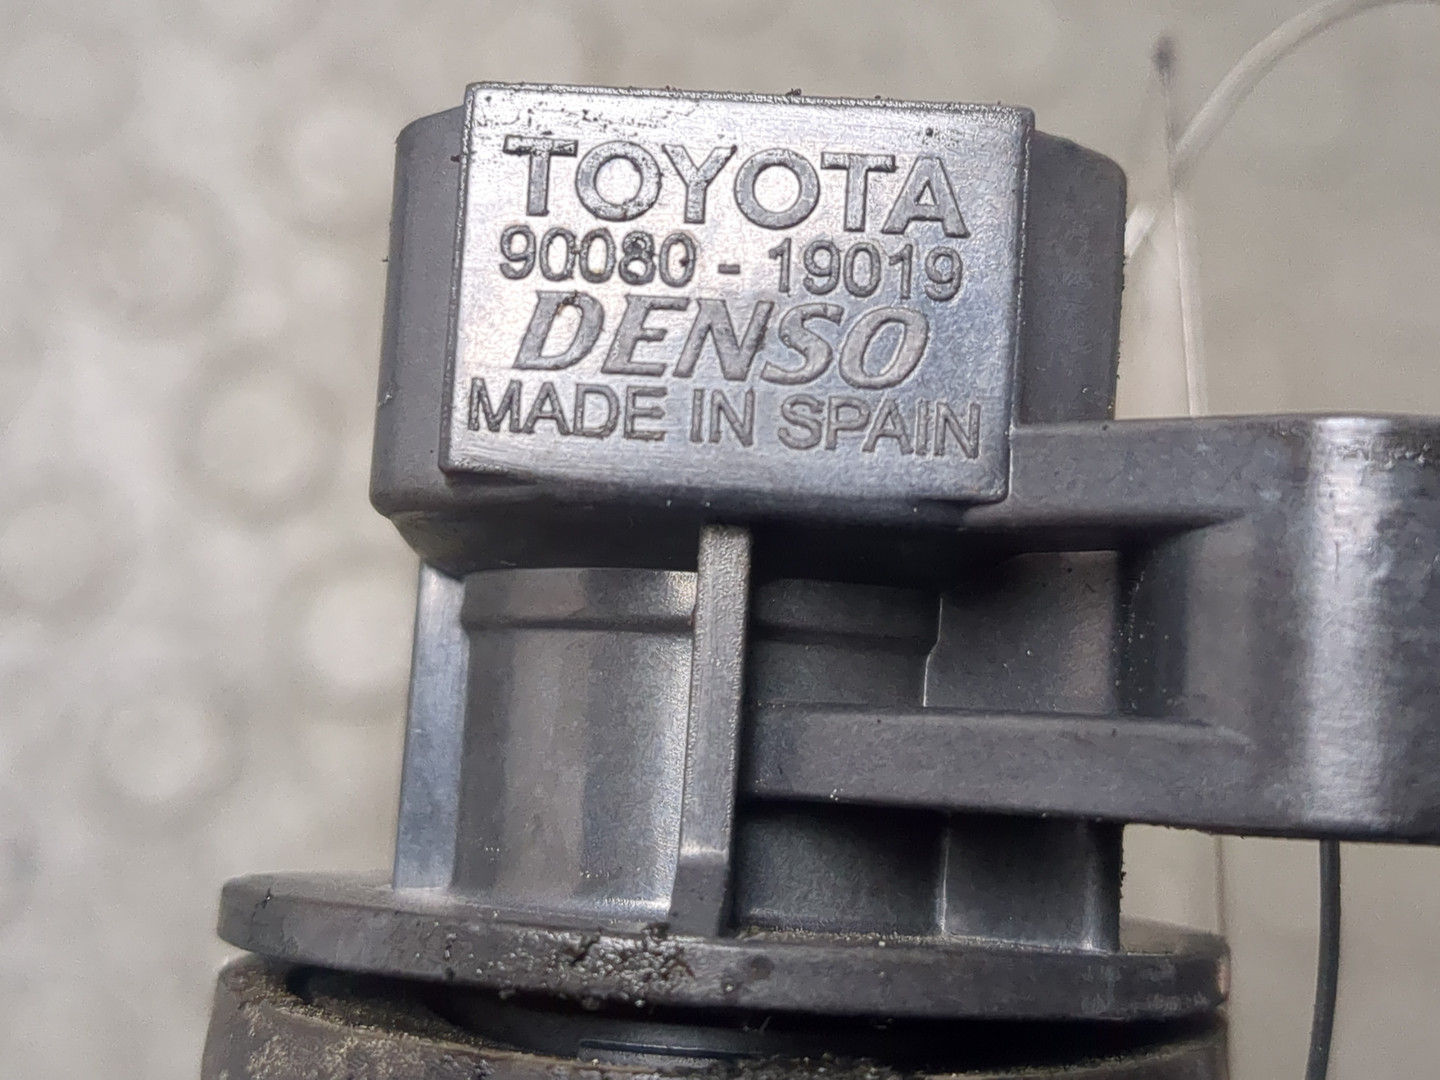 TOYOTA
90080-19019
DENSO
MADE IN SPAIN